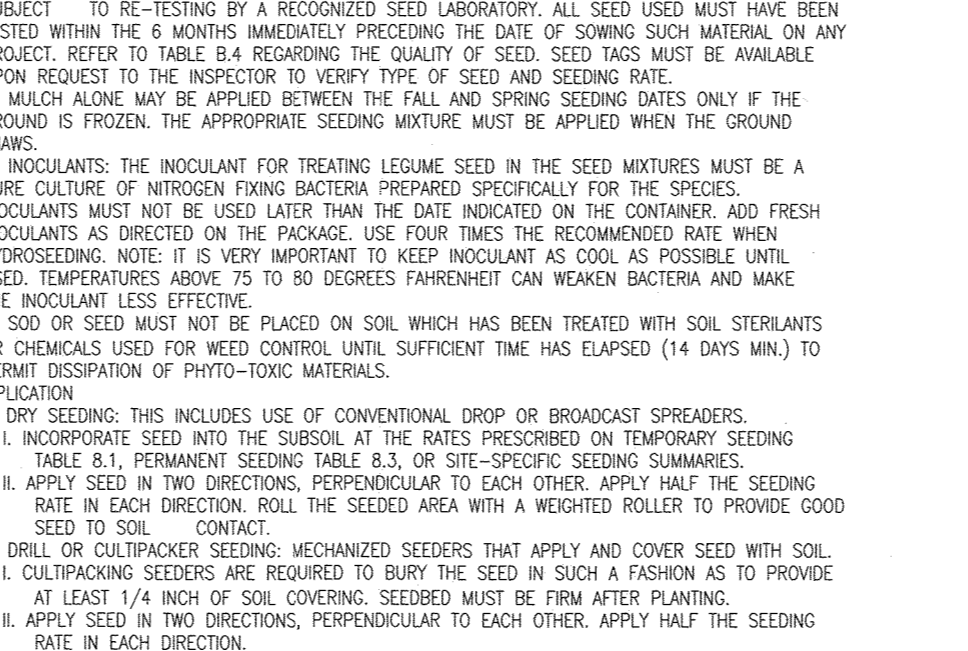 UBJECT TO RE-TESTING BY A RECOGNIZED SEED LABORATORY. ALL SEED USED MUST HAVE BEEN
STED WITHIN THE 6 MONTHS IMMEDIATELY PRECEDING THE DATE OF SOWING SUCH MATERIAL ON ANY
ROJECT. REFER TO TABLE B.4 REGARDING THE QUALITY OF SEED. SEED TAGS MUST BE AVAILABLE
PON REQUEST TO THE INSPECTOR TO VERIFY TYPE OF SEED AND SEEDING RATE.
MULCH ALONE MAY BE APPLIED BETWEEN THE FALL AND SPRING SEEDING DATES ONLY IF THE
ROUND IS FROZEN. THE APPROPRIATE SEEDING MIXTURE MUST BE APPLIED WHEN THE GROUND
HAWS.
INOCULANTS: THE INOCULANT FOR TREATING LEGUME SEED IN THE SEED MIXTURES MUST BE A
URE CULTURE OF NITROGEN FIXING BACTERIA PREPARED SPECIFICALLY FOR THE SPECIES.
OCULANTS MUST NOT BE USED LATER THAN THE DATE INDICATED ON THE CONTAINER. ADD FRESH
OCULANTS AS DIRECTED ON THE PACKAGE. USE FOUR TIMES THE RECOMMENDED RATE WHEN
YDROSEEDING. NOTE: IT IS VERY IMPORTANT TO KEEP INOCULANT AS COOL AS POSSIBLE UNTIL
SED. TEMPERATURES ABOVE 75 TO 80 DEGREES FAHRENHEIT CAN WEAKEN BACTERIA AND MAKE
E INOCULANT LESS EFFECTIVE.
SOD OR SEED MUST NOT BE PLACED ON SOIL WHICH HAS BEEN TREATED WITH SOIL STERILANTS
R CHEMICALS USED FOR WEED CONTROL UNTIL SUFFICIENT TIME HAS ELAPSED (14 DAYS MIN.) TO
ERMIT DISSIPATION OF PHYTO-TOXIC MATERIALS.
PLICATION
DRY SEEDING: THIS INCLUDES USE OF CONVENTIONAL DROP OR BROADCAST SPREADERS.
I. INCORPORATE SEED INTO THE SUBSOIL AT THE RATES PRESCRIBED ON TEMPORARY SEEDING
TABLE 8.1, PERMANENT SEEDING TABLE 8.3, OR SITE-SPECIFIC SEEDING SUMMARIES.
II. APPLY SEED IN TWO DIRECTIONS, PERPENDICULAR TO EACH OTHER. APPLY HALF THE SEEDING
RATE IN EACH DIRECTION. ROLL THE SEEDED AREA WITH A WEIGHTED ROLLER TO PROVIDE GOOD
SEED TO SOIL CONTACT.
DRILL OR CULTIPACKER SEEDING: MECHANIZED SEEDERS THAT APPLY AND COVER SEED WITH SOIL.
I. CULTIPACKING SEEDERS ARE REQUIRED TO BURY THE SEED IN SUCH A FASHION AS TO PROVIDE
AT LEAST 1/4 INCH OF SOIL COVERING. SEEDBED MUST BE FIRM AFTER PLANTING.
II. APPLY SEED IN TWO DIRECTIONS, PERPENDICULAR TO EACH OTHER. APPLY HALF THE SEEDING
RATE IN EACH DIRECTION.